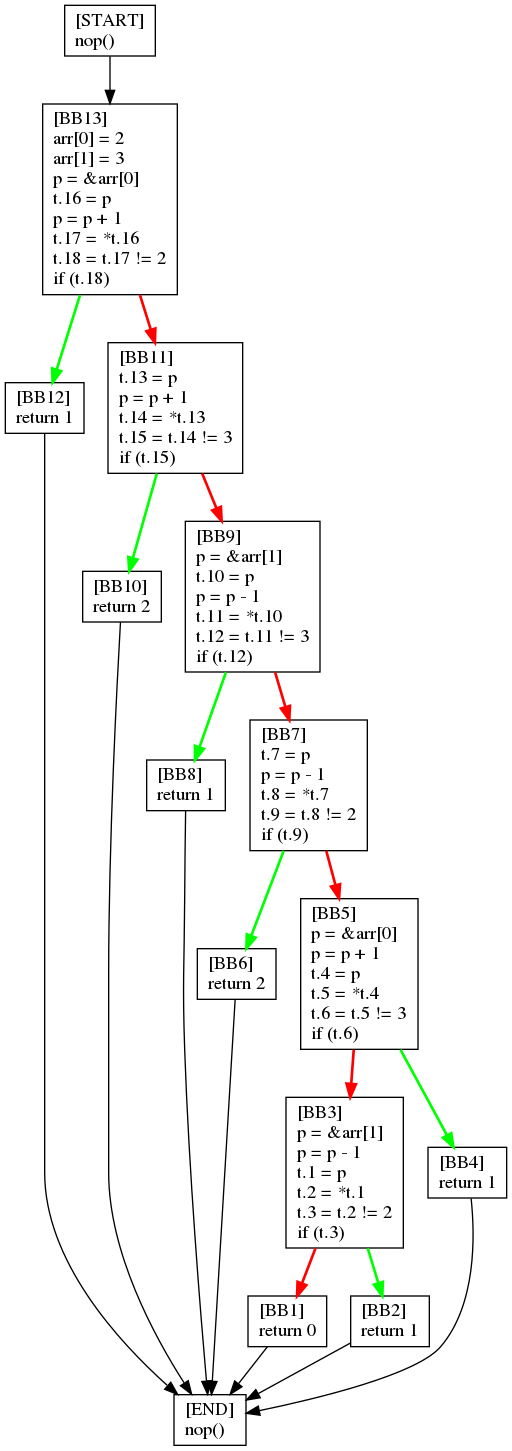 [START]
nop()
[BB13]
arr[0] = 2
arr[1] = 3
p = &arr[0]
t.16 = p
p = p + 1
t.17 = *t.16
t.18 = t.17 != 2
if (t.18)
[BB12]
return 1
[BB11]
t.13 = p
p = p + 1
t.14 = *t.13
t.15 = t.14 != 3
if (t.15)
[BB10]
return 2
[BB9]
p = &arr[1]
t.10 = p
p = p - 1
t.11 = *t.10
t.12 = t.11 != 3
if (t.12)
[BB8]
return 1
[BB7]
t.7 = p
p = p - 1
t.8 = *t.7
t.9 = t.8 != 2
if (t.9)
[BB6]
return 2
[BB5]
p = &arr[0]
p = p + 1
t.4 = p
t.5 = *t.4
t.6 = t.5 != 3
if (t.6)
[BB3]
p = &arr[1]
p = p - 1
t.1 = p
t.2 = *t.1
t.3 = t.2 != 2
if (t.3)
[BB4]
return 1
[BB1]
return 0
[BB2]
return 1
[END]
nop()